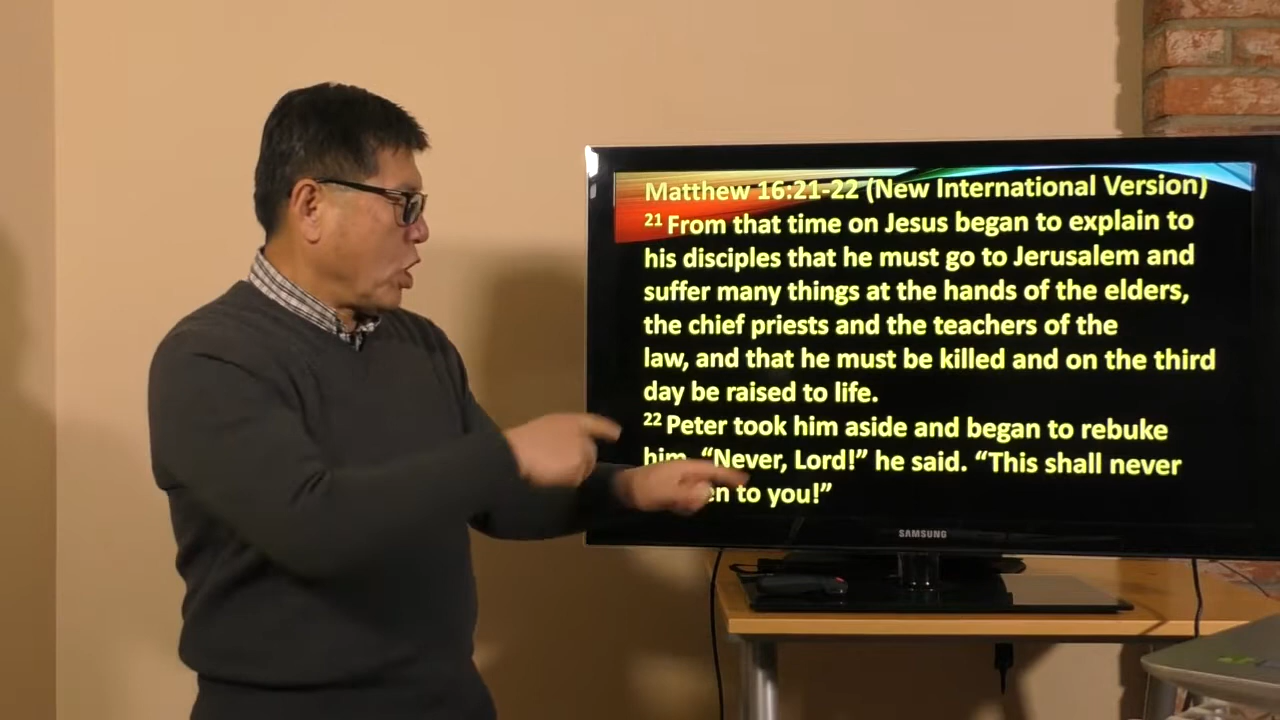 Matthew 16:21-22 (New International Version)
21 From that time on Jesus began to explain to
his disciples that he must go to Jerusalem and
suffer many things at the hands of the elders,
the chief priests and the teachers of the
law, and that he must be killed and on the third
day be raised to life.
22 Peter took him aside and began to rebuke
him. “Never, Lord!” he said. “This shall never
to you!”
SAMSUNG